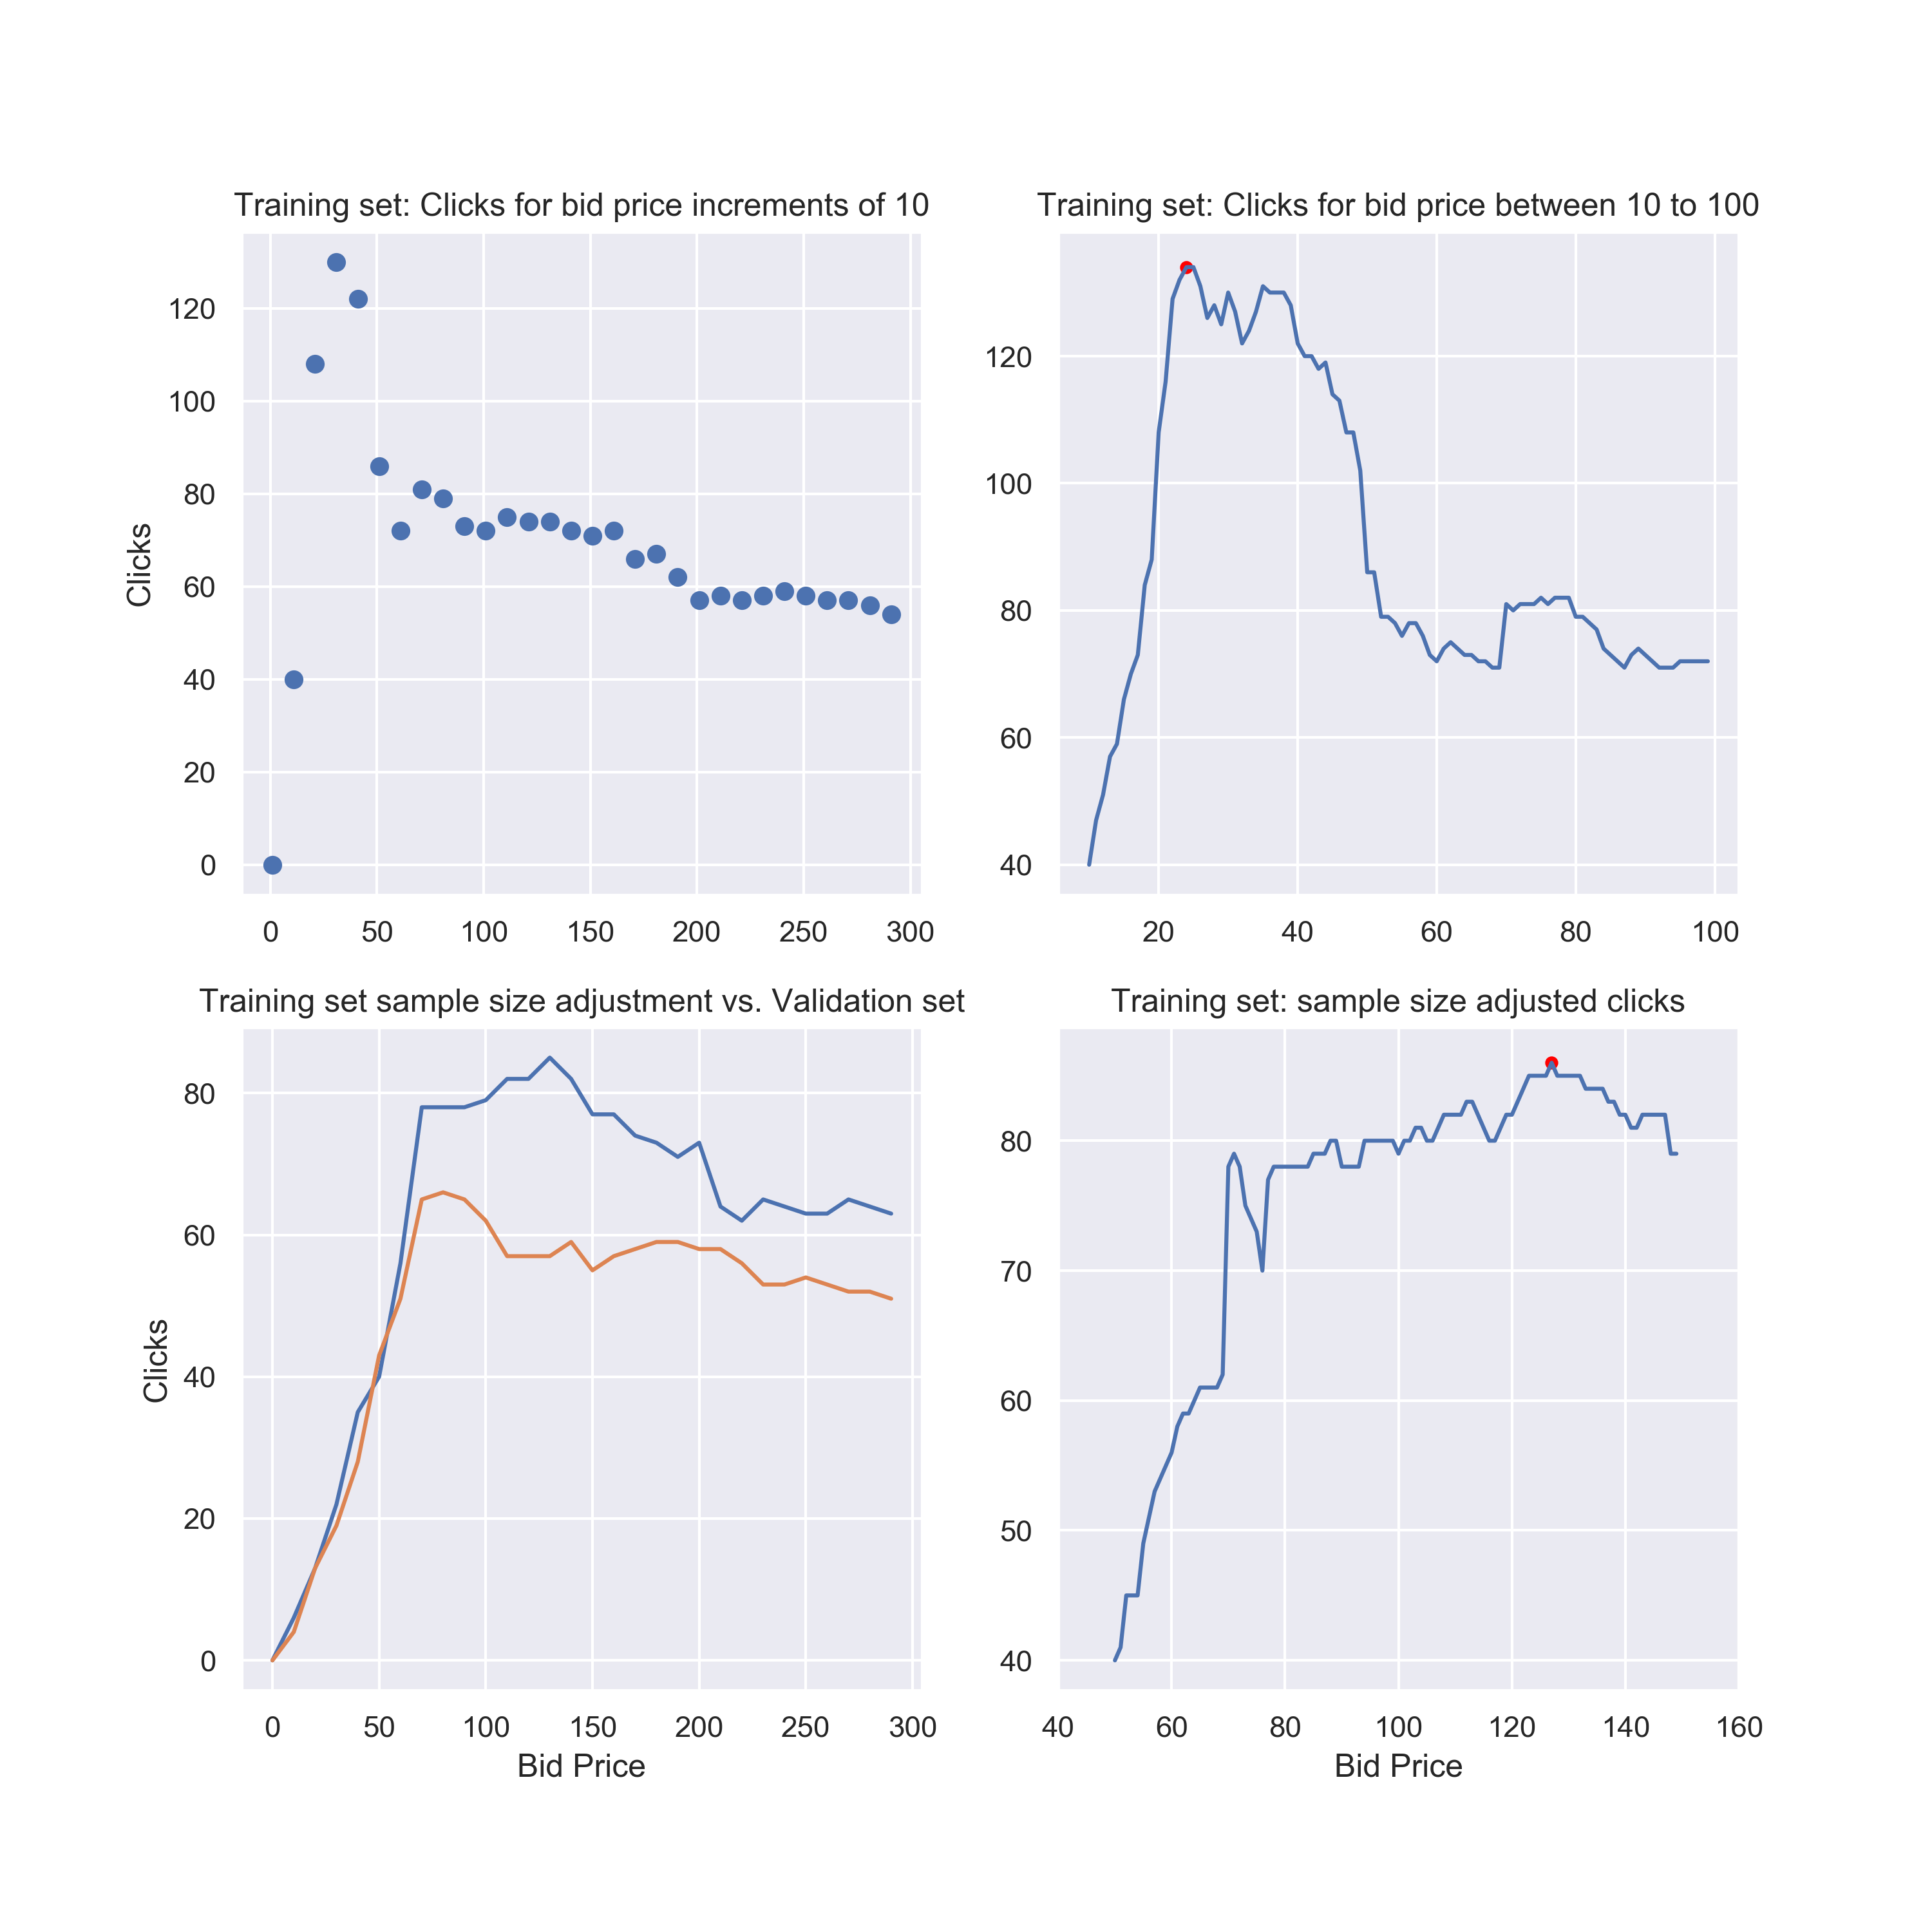 Training set: Clicks for bid price increments of 10
Clicks
120
100
80
60
40
20
0
0 50 100 150 200 250 300
Training set: Clicks for bid price between 10 to 100
120
100
80
60
40
20 40 60 80 100
Training set sample size adjustment vs. Validation set
Clicks
80
60
40
20
0
0 50 100 150 200 250 300
Bid Price
Training set: sample size adjusted clicks
80
70
60
50
40
40 60 80 100 120 140 160
Bid Price